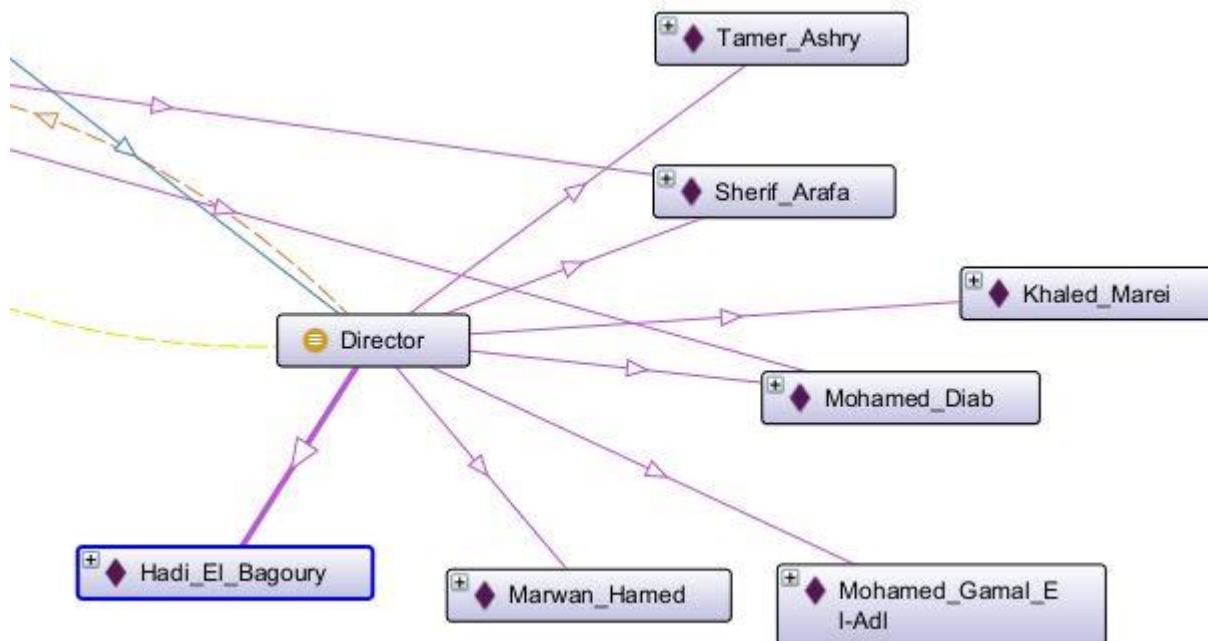 Tamer_Ashry
Sherif_Arafa
Khaled_Marei
Director
Mohamed_Diab
Hadi_El_Bagoury
Marwan_Hamed
Mohamed_Gamal_E
l-Adl